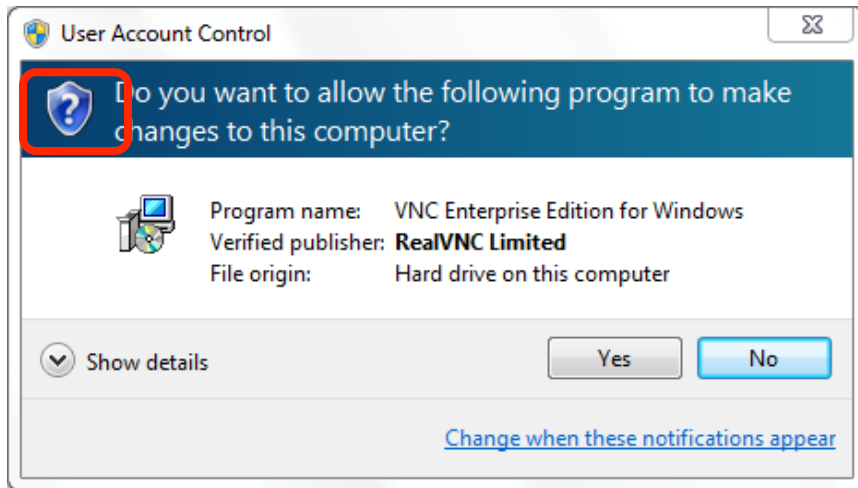 User Account Control
Do you want to allow the following program to make
changes to this computer?
Program name: VNC Enterprise Edition for Windows
Verified publisher: RealVNC Limited
File origin: Hard drive on this computer
Show details
Yes
No
Change when these notifications appear